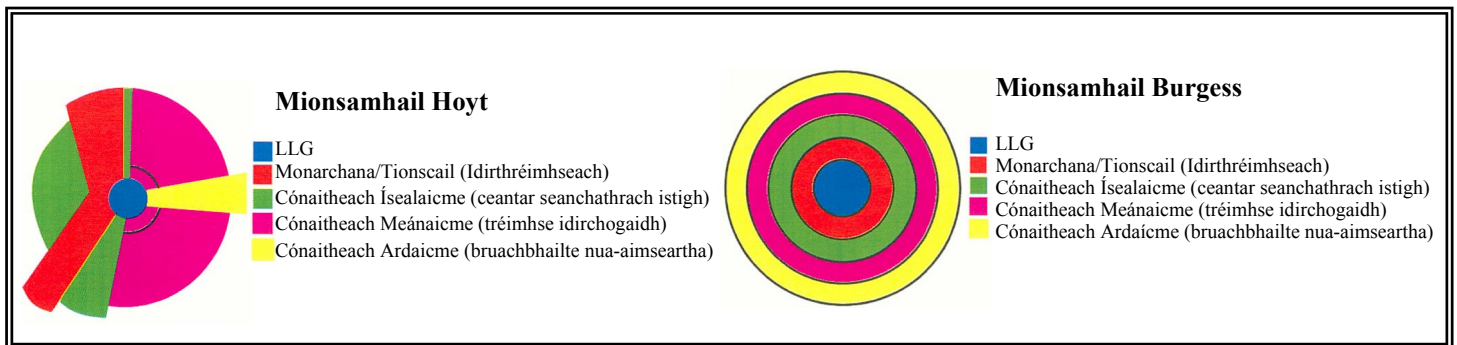 Mionsamhail Hoyt
LLG
Monarchana/Tionscail (Idirthréimhseach)
Cónaitheach Ísealaicme (ceantar seanchathrach istigh)
Cónaitheach Meánaicme (tréimhse idirchogaidh)
Cónaitheach Ardaicme (bruachbhailte nua-aimseartha)
Mionsamhail Burgess
LLG
Monarchana/Tionscail (Idirthréimhseach)
Cónaitheach Ísealaicme (ceantar seanchathrach istigh)
Cónaitheach Meánaicme (tréimhse idirchogaidh)
Cónaitheach Ardaícme (bruachbhailte nua-aimseartha)